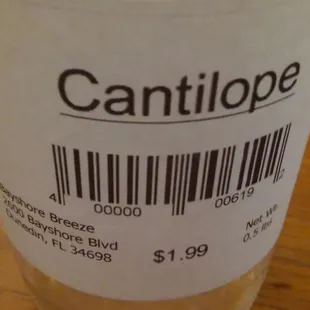 Cantilope
4 00000 00619 2
Bayshore Breeze
2600 Bayshore Blvd
Dunedin, FL 34698
$1.99
Net Wt.
0.5 lbs